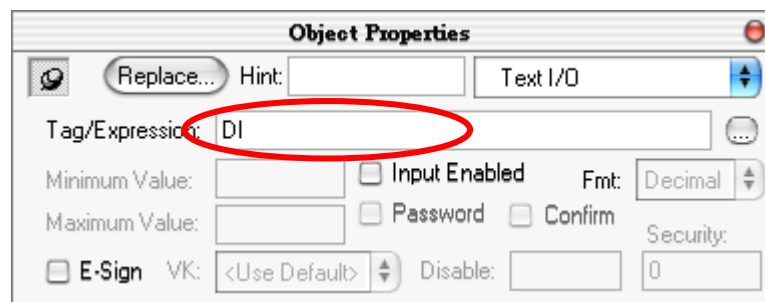 Object Properties
Replace... Hint: Text I/O
Tag/Expression: DI ...
Minimum Value: Input Enabled Fmt: Decimal
Maximum Value: Password Confirm Security:
E-Sign VK: <Use Default> Disable: 0